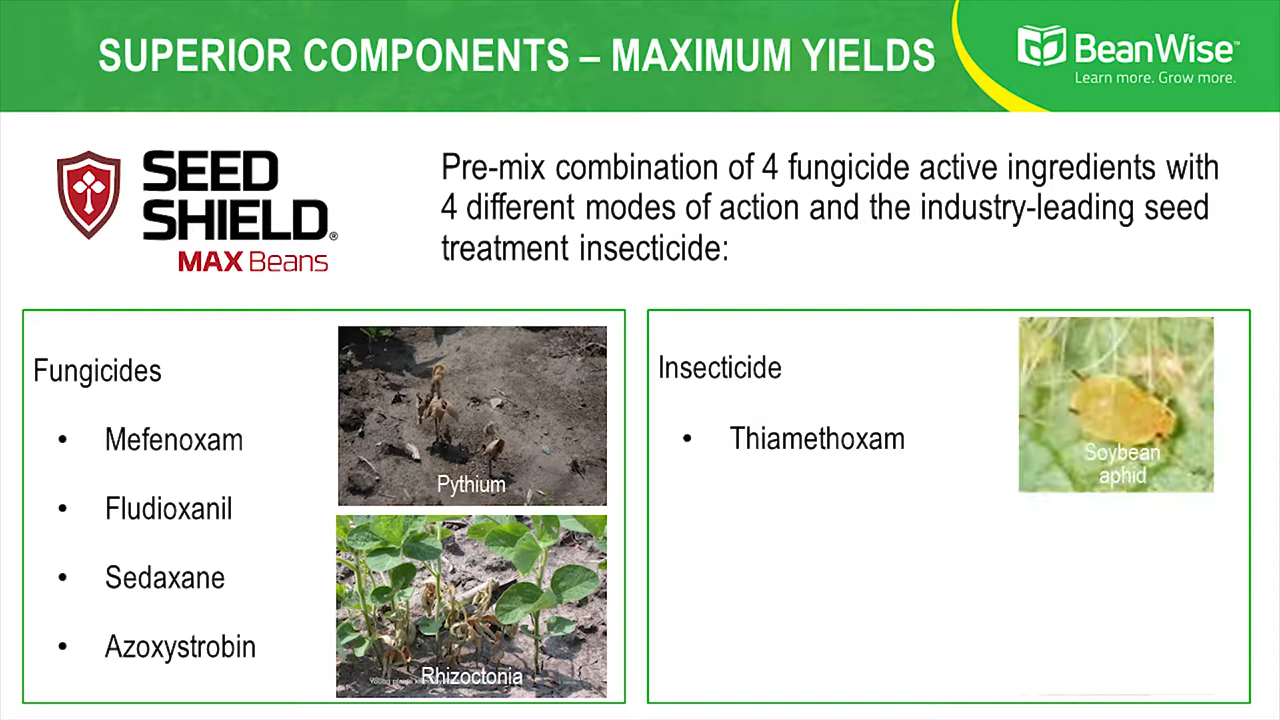 SUPERIOR COMPONENTS – MAXIMUM YIELDS
BeanWise™
Learn more. Grow more.
SEED
SHIELD®
MAX Beans
Pre-mix combination of 4 fungicide active ingredients with
4 different modes of action and the industry-leading seed
treatment insecticide:
Fungicides
• Mefenoxam
• Fludioxanil
• Sedaxane
• Azoxystrobin
Pythium
Rhizoctonia
Insecticide
• Thiamethoxam
Soybean
aphid